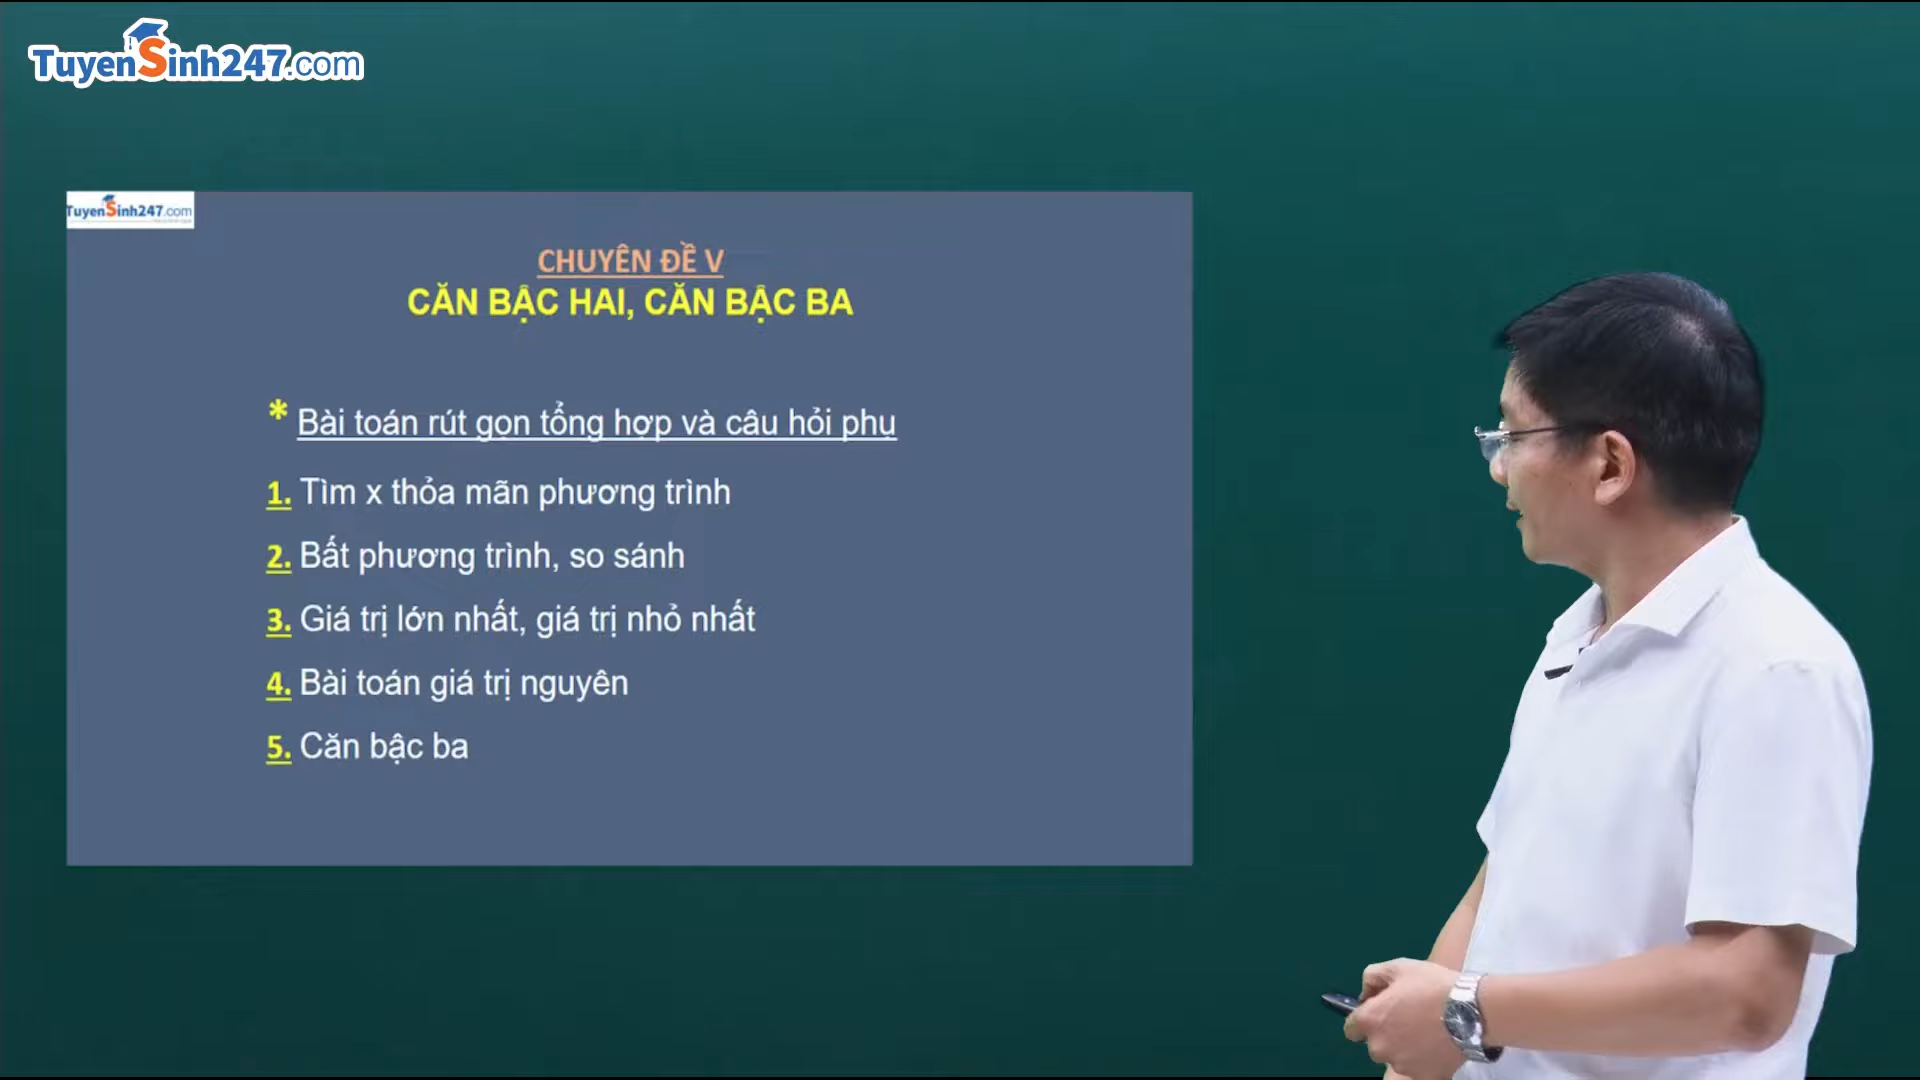 TuyenSinh247.com
TuyenSinh247.com
CHUYÊN ĐỀ V
CĂN BẬC HAI, CĂN BẬC BA
* Bài toán rút gọn tổng hợp và câu hỏi phụ
1. Tìm x thỏa mãn phương trình
2. Bất phương trình, so sánh
3. Giá trị lớn nhất, giá trị nhỏ nhất
4. Bài toán giá trị nguyên
5. Căn bậc ba